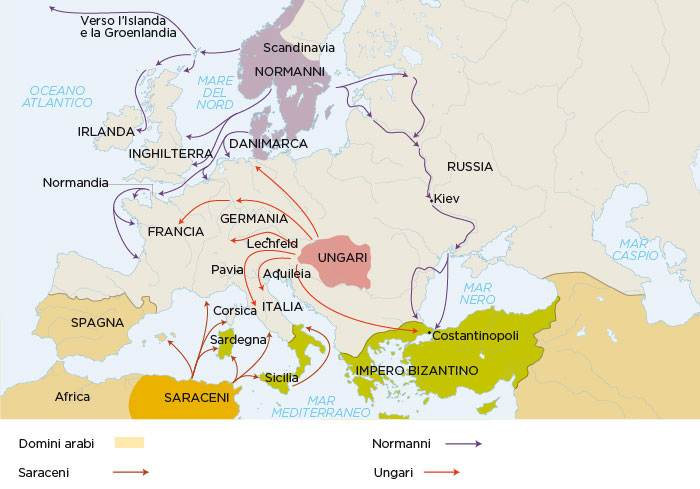 Verso l'Islanda
e la Groenlandia
Scandinavia
NORMANNI
OCEANO
ATLANTICO
MARE
DEL
NORD
IRLANDA
INGHILTERRA
DANIMARCA
RUSSIA
Normandia
Kiev
GERMANIA
FRANCIA
Lechfeld
UNGARI
MAR
CASPIO
Pavia
Aquileia
MAR
NERO
Corsica
ITALIA
SPAGNA
Sardegna
Costantinopoli
Sicilia
IMPERO BIZANTINO
Africa
SARACENI
MAR
MEDITERRANEO
Domini arabi
Normanni
Saraceni
Ungari